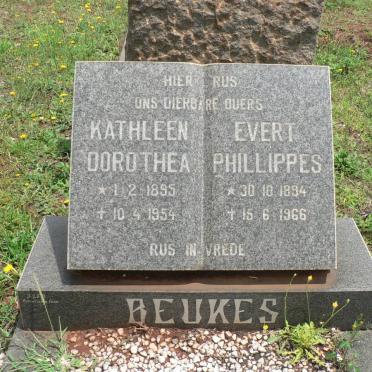 HIER RUS
ONS DIERBARE OUERS
KATHLEEN DOROTHEA
* 1.2.1895
+ 10.4.1954
EVERT PHILLIPPES
* 30.10.1894
+ 15.6.1966
RUS IN VREDE
BEUKES